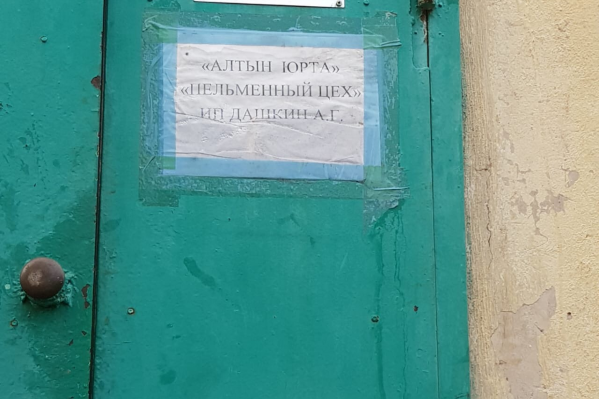 «АЛТЫН ЮРТА»
«ПЕЛЬМЕННЫЙ ЦЕХ»
ИП ДАШКИН А.Г.